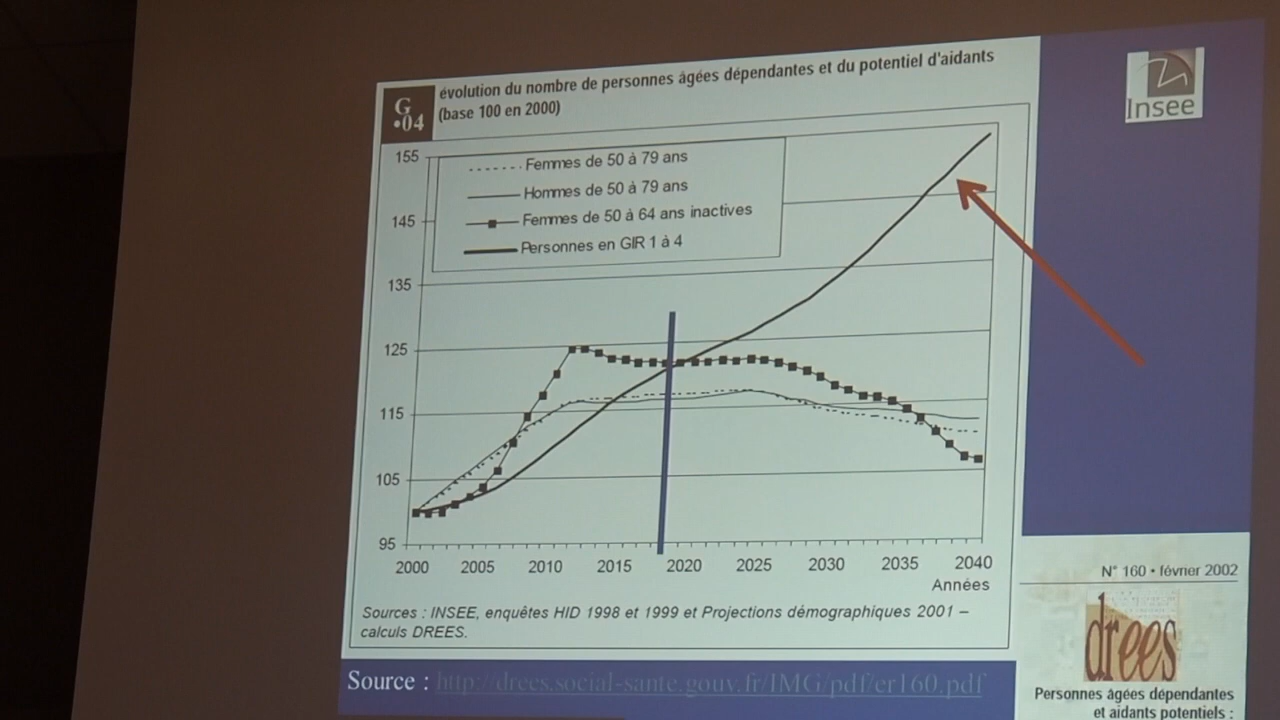 G
•04
évolution du nombre de personnes âgées dépendantes et du potentiel d'aidants
(base 100 en 2000)
Insee
155
145
135
125
115
105
95
Femmes de 50 à 79 ans
Hommes de 50 à 79 ans
Femmes de 50 à 64 ans inactives
Personnes en GIR 1 à 4
2000 2005 2010 2015 2020 2025 2030 2035 2040
Années
Sources : INSEE, enquêtes HID 1998 et 1999 et Projections démographiques 2001 –
calculs DREES.
Source : http://drees.social-sante.gouv.fr/IMG/pdf/er160.pdf
N° 160 • février 2002
drees
Personnes âgées dépendantes
et aidants potentiels :